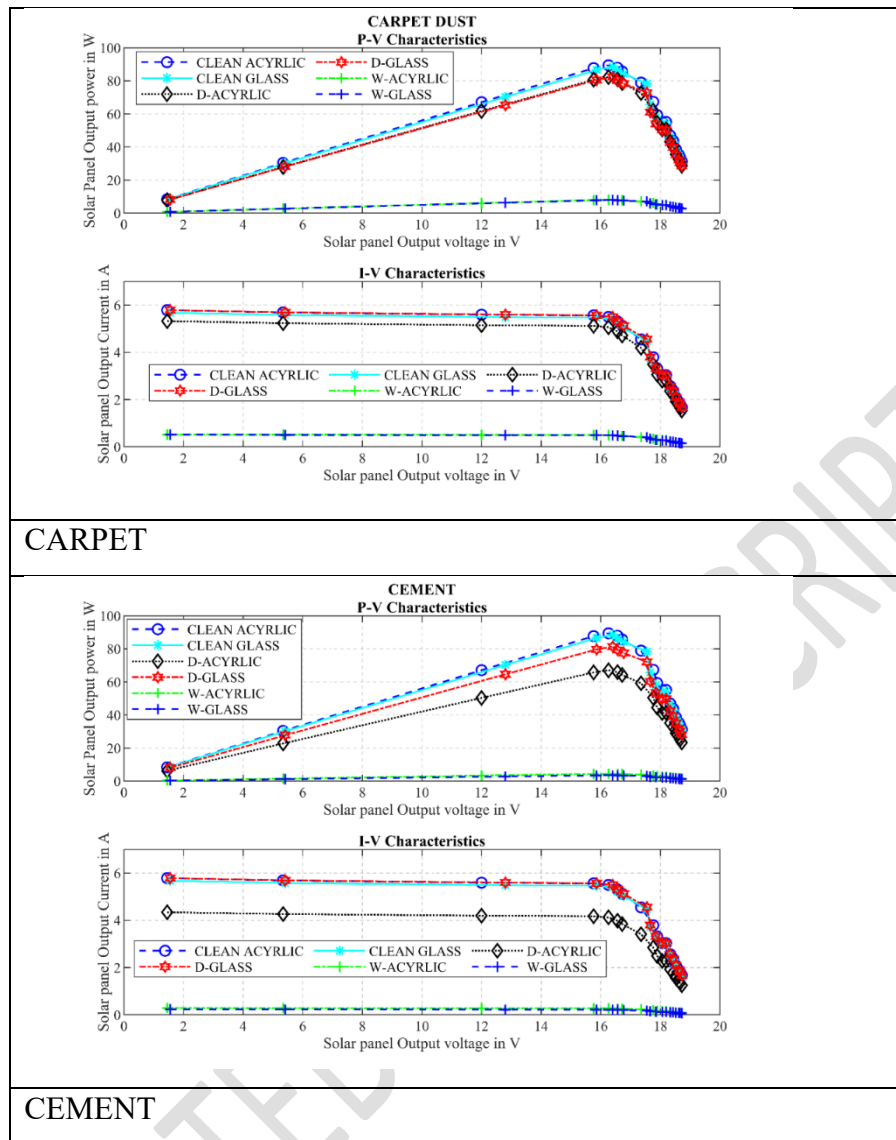 CARPET DUST
P-V Characteristics
Solar Panel Output power in W
100
80
60
40
20
0
CLEAN ACYRLIC
D-GLASS
CLEAN GLASS
W-ACYRLIC
D-ACYRLIC
W-GLASS
0 2 4 6 8 10 12 14 16 18 20
Solar panel Output voltage in V
I-V Characteristics
Solar panel Output Current in A
6
4
2
0
CLEAN ACYRLIC CLEAN GLASS D-ACYRLIC
D-GLASS W-ACYRLIC W-GLASS
0 2 4 6 8 10 12 14 16 18 20
Solar panel Output voltage in V
CARPET
CEMENT
P-V Characteristics
Solar Panel Output power in W
100
80
60
40
20
0
CLEAN ACYRLIC
CLEAN GLASS
D-ACYRLIC
D-GLASS
W-ACYRLIC
W-GLASS
0 2 4 6 8 10 12 14 16 18 20
Solar panel Output voltage in V
I-V Characteristics
Solar panel Output Current in A
6
4
2
0
CLEAN ACYRLIC CLEAN GLASS D-ACYRLIC
D-GLASS W-ACYRLIC W-GLASS
0 2 4 6 8 10 12 14 16 18 20
Solar panel Output voltage in V
CEMENT